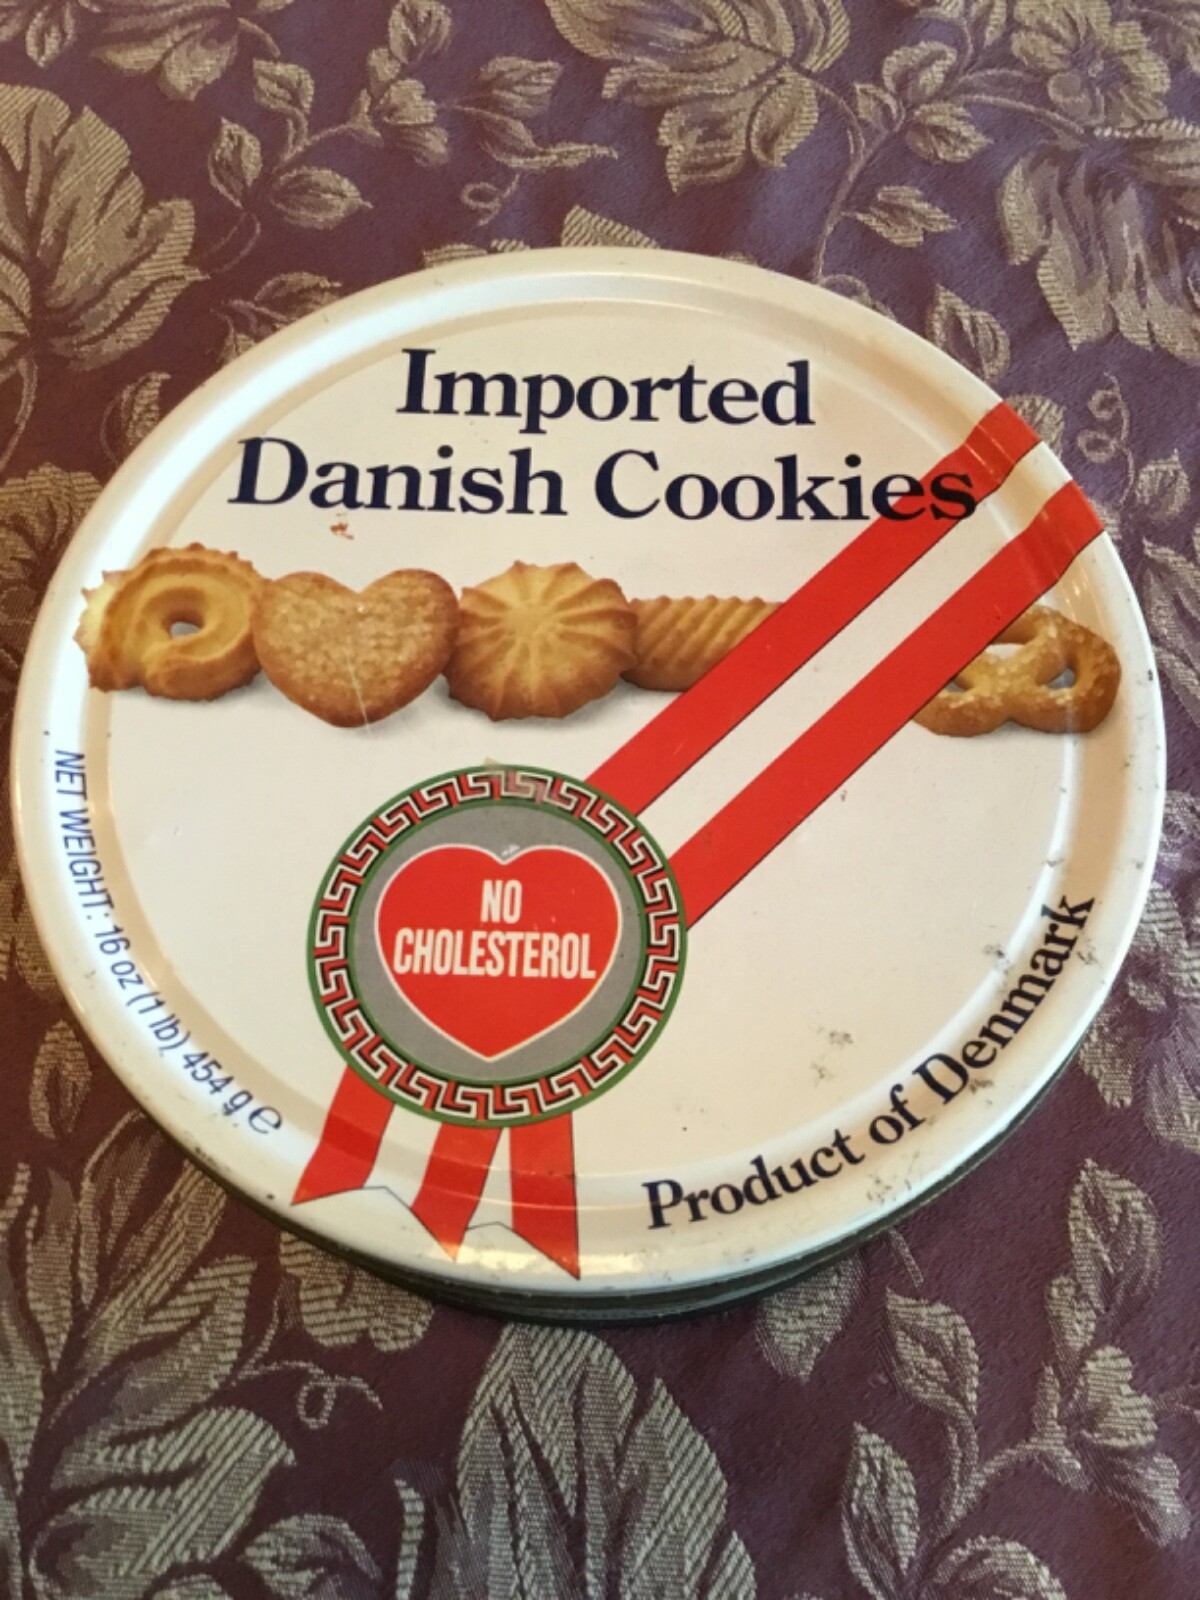 Imported
Danish Cookies
NO
CHOLESTEROL
NET WEIGHT: 16 oz (1 lb) 454 g ℮
Product of Denmark